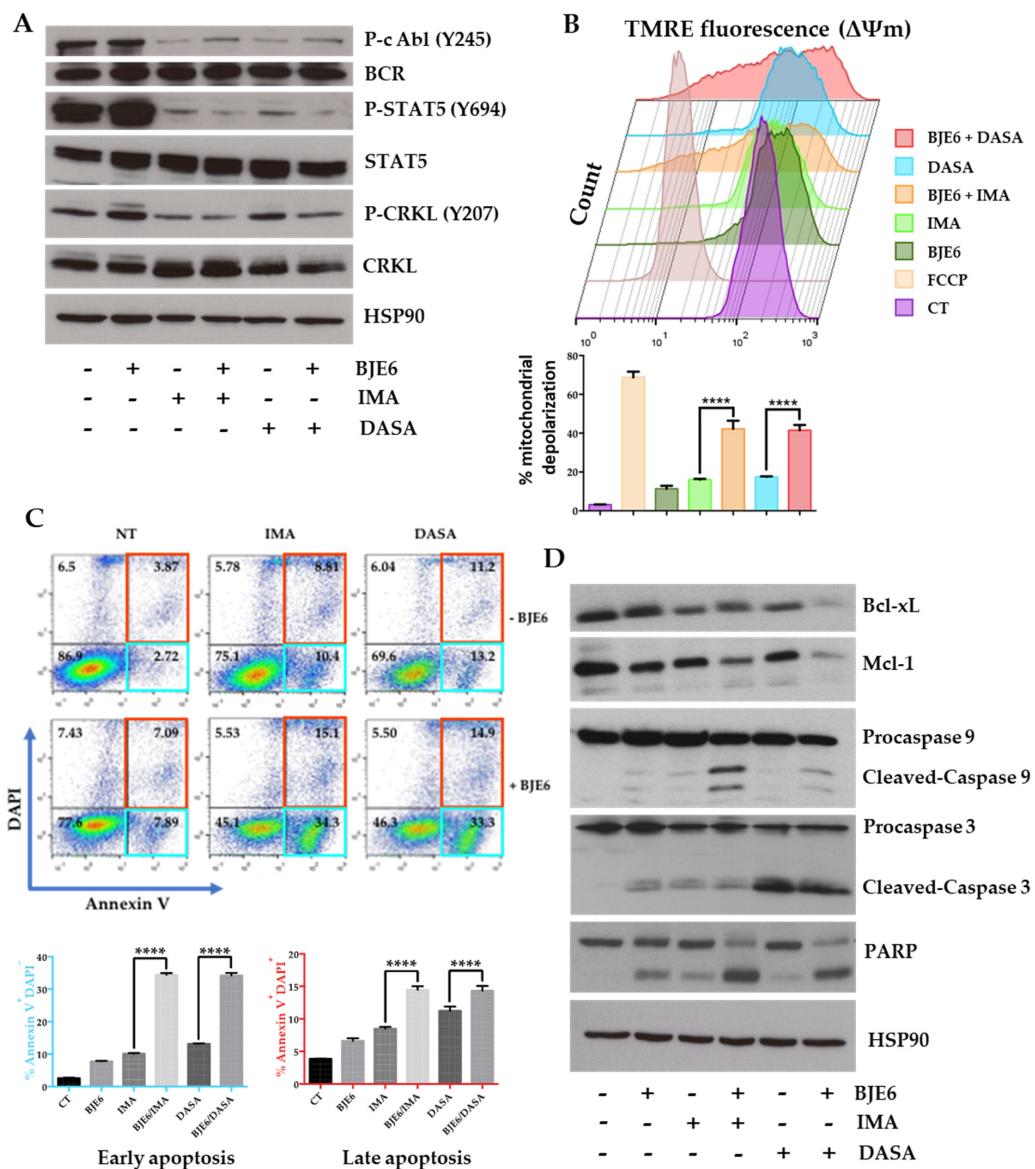 A
P-c Abl (Y245)
BCR
P-STAT5 (Y694)
STAT5
P-CRKL (Y207)
CRKL
HSP90
- + - + - + BJE6
- - + + - - IMA
- - - - + + DASA
B
TMRE fluorescence (ΔΨm)
Count
10⁰ 10¹ 10² 10³
BJE6 + DASA
DASA
BJE6 + IMA
IMA
BJE6
FCCP
CT
% mitochondrial
depolarization
80
60
40
20
0
**** ****
C
NT IMA DASA
6.5 3.87 5.78 8.81 6.04 11.2
- BJE6
86.9 2.72 75.1 10.4 69.6 13.2
7.43 7.09 5.53 15.1 5.50 14.9
+ BJE6
77.6 7.89 45.1 34.3 46.3 33.3
DAPI
Annexin V
% Annexin V⁺ DAPI⁻
40
30
20
10
0
**** ****
CT BJE6 IMA BJE6/IMA DASA BJE6/DASA
Early apoptosis
% Annexin V⁺ DAPI⁺
20
15
10
5
0
**** ****
CT BJE6 IMA BJE6/IMA DASA BJE6/DASA
Late apoptosis
D
Bcl-xL
Mcl-1
Procaspase 9
Cleaved-Caspase 9
Procaspase 3
Cleaved-Caspase 3
PARP
HSP90
- + - + - + BJE6
- - + + - - IMA
- - - - + + DASA